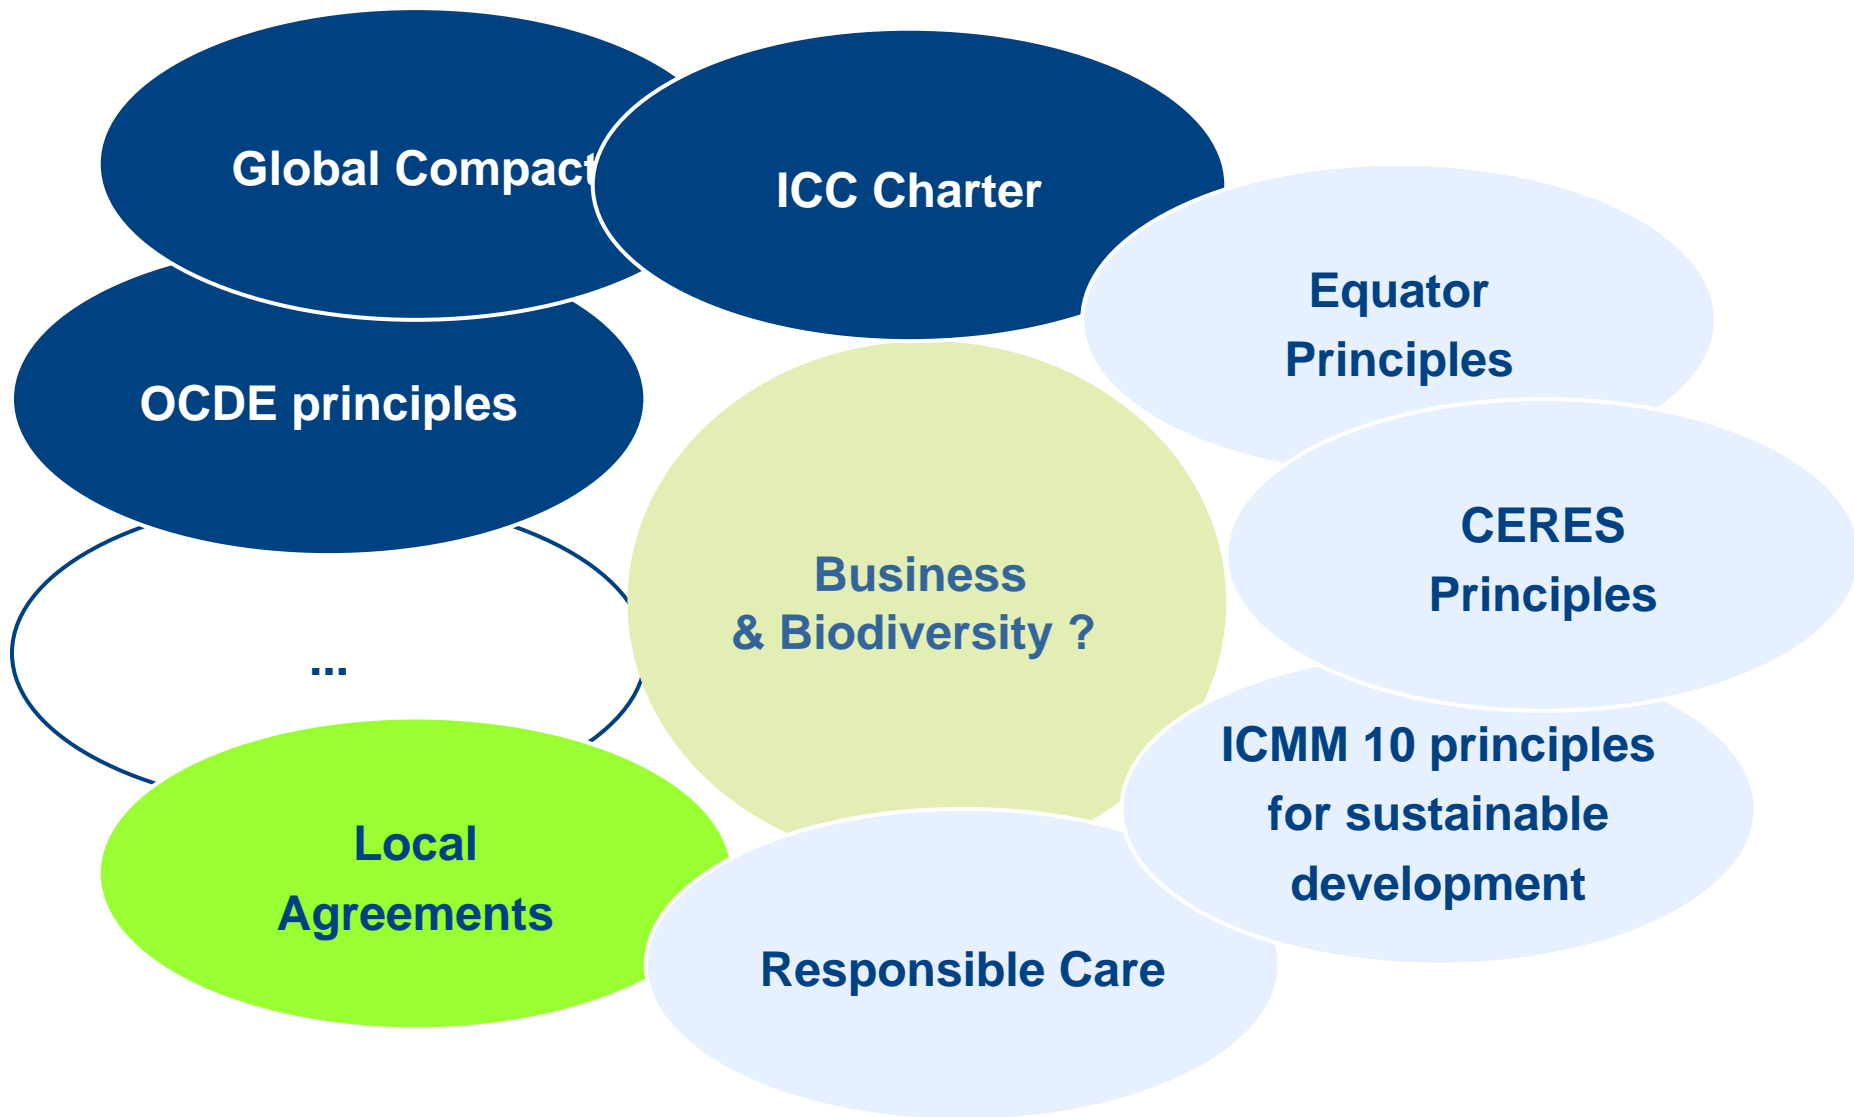 Global Compact
ICC Charter
Equator
Principles
OCDE principles
CERES
Principles
Business
& Biodiversity ?
...
ICMM 10 principles
for sustainable
development
Local
Agreements
Responsible Care